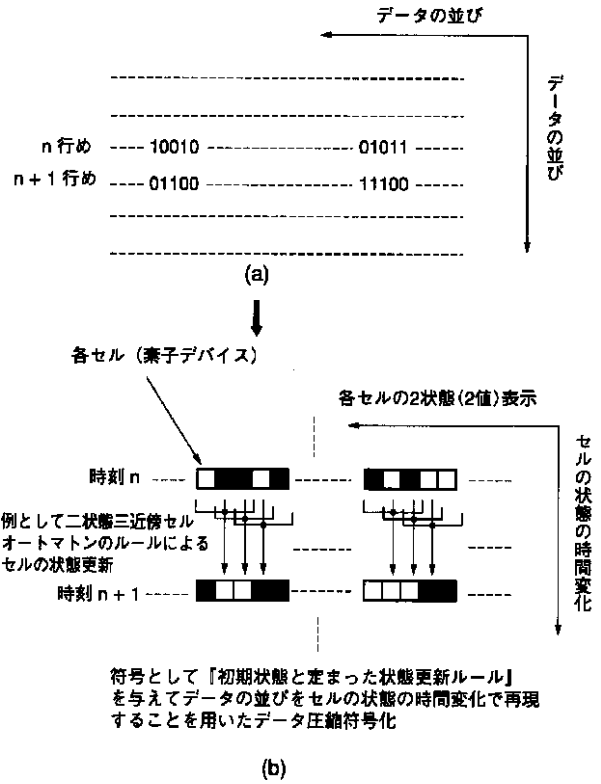 データの並び
データの並び
n 行め ---- 10010 ---- 01011 ----
n + 1 行め ---- 01100 ---- 11100 ----
(a)
各セル（素子デバイス）
各セルの2状態(2値)表示
セルの状態の時間変化
時刻 n
例として二状態三近傍セル
オートマトンのルールによる
セルの状態更新
時刻 n + 1
符号として『初期状態と定まった状態更新ルール』
を与えてデータの並びをセルの状態の時間変化で再現
することを用いたデータ圧縮符号化
(b)